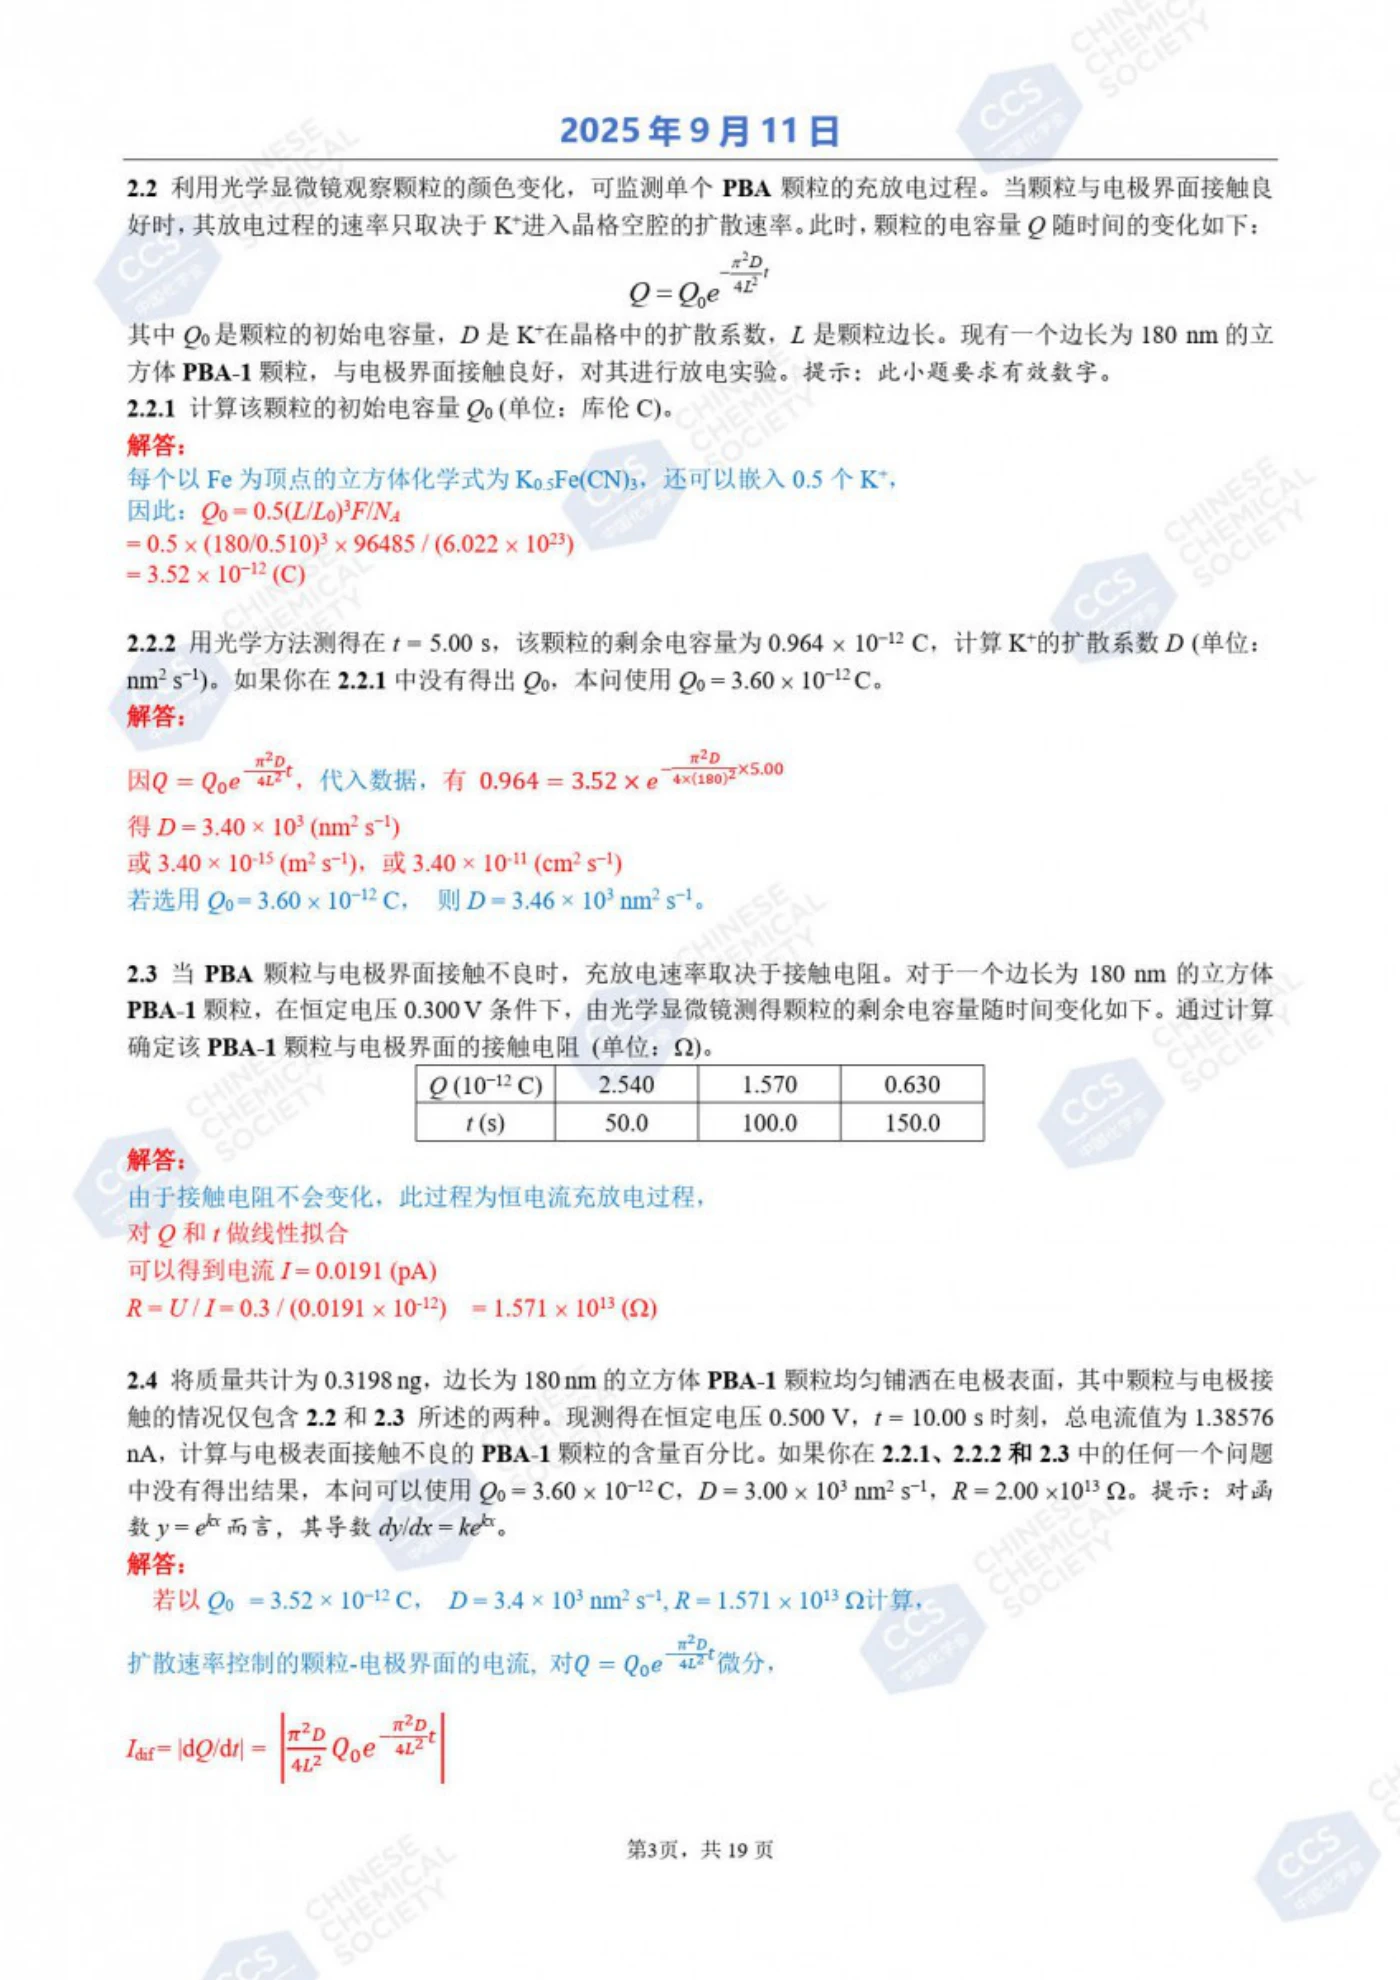 2025 年 9 月 11 日
2.2 利用光学显微镜观察颗粒的颜色变化，可监测单个 PBA 颗粒的充放电过程。当颗粒与电极界面接触良
好时，其放电过程的速率只取决于 K⁺进入晶格空腔的扩散速率。此时，颗粒的电容量 Q 随时间的变化如下：
Q = Q₀e^(-π²D/4L² t)
其中 Q₀是颗粒的初始电容量，D 是 K⁺在晶格中的扩散系数，L 是颗粒边长。现有一个边长为 180 nm 的立
方体 PBA-1 颗粒，与电极界面接触良好，对其进行放电实验。提示：此小题要求有效数字。
2.2.1 计算该颗粒的初始电容量 Q₀ (单位：库伦 C)。
解答：
每个以 Fe 为顶点的立方体化学式为 K₀.₅Fe(CN)₃，还可以嵌入 0.5 个 K⁺，
因此：Q₀ = 0.5(L/L₀)³F/N_A
= 0.5 × (180/0.510)³ × 96485 / (6.022 × 10²³)
= 3.52 × 10⁻¹² (C)
2.2.2 用光学方法测得在 t = 5.00 s，该颗粒的剩余电容量为 0.964 × 10⁻¹² C，计算 K⁺的扩散系数 D (单位：
nm² s⁻¹)。如果你在 2.2.1 中没有得出 Q₀，本问使用 Q₀ = 3.60 × 10⁻¹² C。
解答：
因Q = Q₀e^(-π²D/4L² t)，代入数据，有 0.964 = 3.52 × e^(-π²D/4×(180)² ×5.00)
得 D = 3.40 × 10³ (nm² s⁻¹)
或 3.40 × 10⁻¹⁵ (m² s⁻¹)，或 3.40 × 10⁻¹¹ (cm² s⁻¹)
若选用 Q₀ = 3.60 × 10⁻¹² C， 则 D = 3.46 × 10³ nm² s⁻¹。
2.3 当 PBA 颗粒与电极界面接触不良时，充放电速率取决于接触电阻。对于一个边长为 180 nm 的立方体
PBA-1 颗粒，在恒定电压 0.300 V 条件下，由光学显微镜测得颗粒的剩余电容量随时间变化如下。通过计算
确定该 PBA-1 颗粒与电极界面的接触电阻 (单位：Ω)。
Q (10⁻¹² C) 2.540 1.570 0.630
t (s) 50.0 100.0 150.0
解答：
由于接触电阻不会变化，此过程为恒电流充放电过程，
对 Q 和 t 做线性拟合
可以得到电流 I = 0.0191 (pA)
R = U / I = 0.3 / (0.0191 × 10⁻¹²) = 1.571 × 10¹³ (Ω)
2.4 将质量共计为 0.3198 ng，边长为 180 nm 的立方体 PBA-1 颗粒均匀铺洒在电极表面，其中颗粒与电极接
触的情况仅包含 2.2 和 2.3 所述的两种。现测得在恒定电压 0.500 V，t = 10.00 s 时刻，总电流值为 1.38576
nA，计算与电极表面接触不良的 PBA-1 颗粒的含量百分比。如果你在 2.2.1、2.2.2 和 2.3 中的任何一个问题
中没有得出结果，本问可以使用 Q₀ = 3.60 × 10⁻¹² C，D = 3.00 × 10³ nm² s⁻¹，R = 2.00 ×10¹³ Ω。提示：对函
数 y = e^kx 而言，其导数 dy/dx = ke^kx。
解答：
若以 Q₀ = 3.52 × 10⁻¹² C， D = 3.4 × 10³ nm² s⁻¹, R = 1.571 × 10¹³ Ω计算，
扩散速率控制的颗粒-电极界面的电流, 对Q = Q₀e^(-π²D/4L² t)微分，
I_dif = |dQ/dt| = |π²D/4L² Q₀e^(-π²D/4L² t)|
第3页，共 19 页